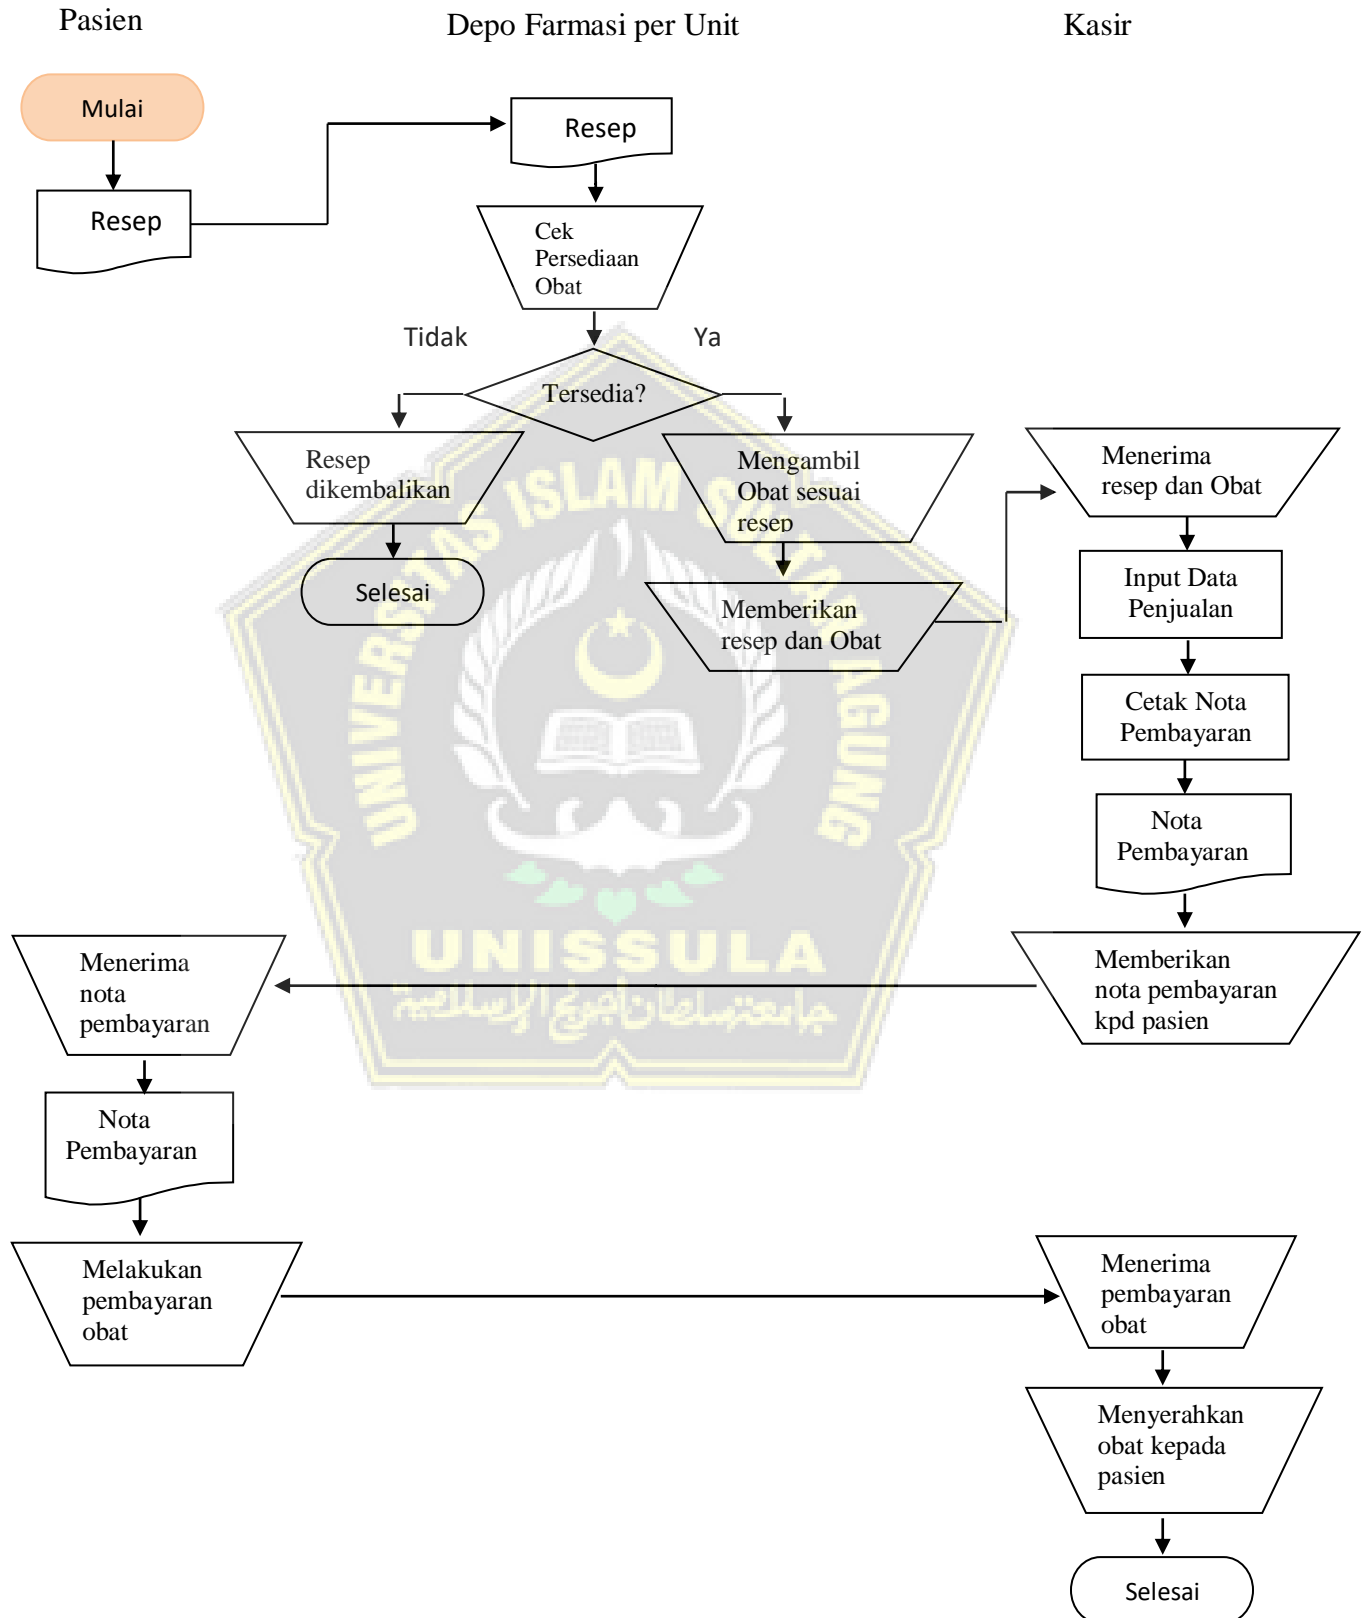 Pasien
Depo Farmasi per Unit
Kasir
Mulai
Resep
Resep
Cek
Persediaan
Obat
Tidak
Ya
Tersedia?
Resep
dikembalikan
Selesai
Mengambil
Obat sesuai
resep
Memberikan
resep dan Obat
Menerima
resep dan Obat
Input Data
Penjualan
Cetak Nota
Pembayaran
Nota
Pembayaran
Memberikan
nota pembayaran
kpd pasien
Menerima
nota
pembayaran
Nota
Pembayaran
Melakukan
pembayaran
obat
Menerima
pembayaran
obat
Menyerahkan
obat kepada
pasien
Selesai
UNIVERSITAS ISLAM SULTAN AGUNG
UNISSULA
جامعتسلطان أجونج الإسلامية